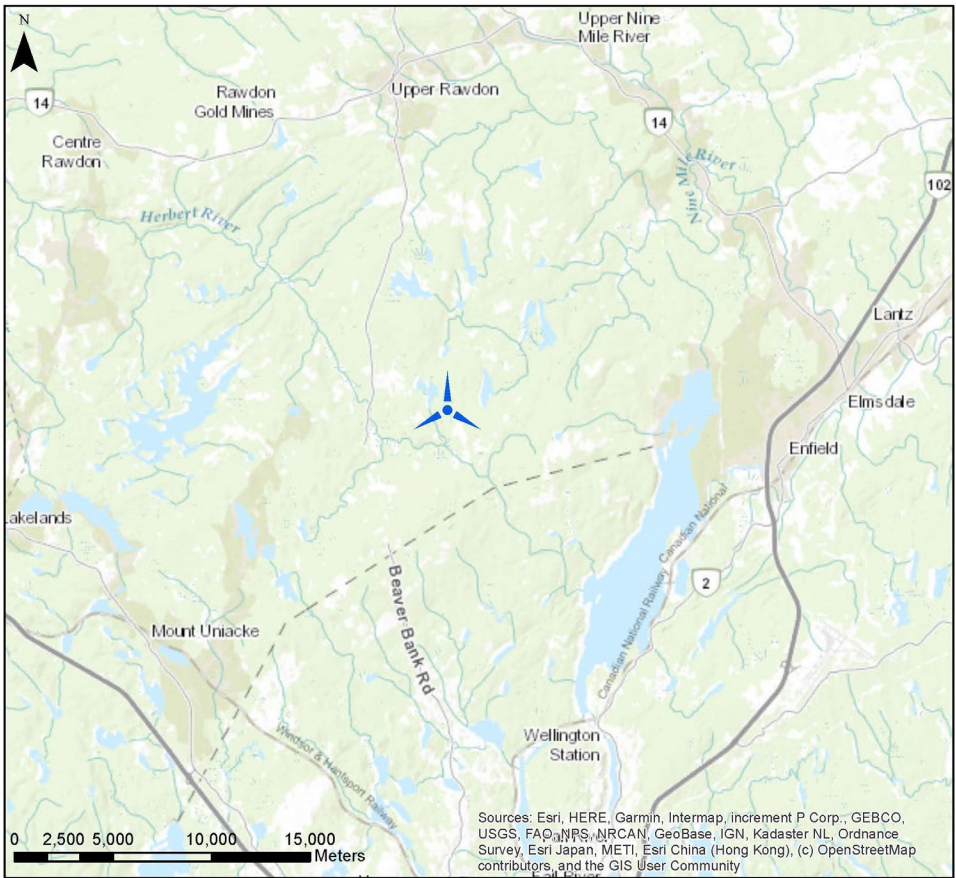 N
Upper Nine
Mile River
14
Rawdon
Gold Mines
Upper Rawdon
14
Centre
Rawdon
Nine Mile River
102
Herbert River
Lantz
Elmsdale
Enfield
akelands
Canadian National
2
Beaver Bank Rd
Canadian National Railway
Mount Uniacke
Wellington
Station
Windsor & Hantsport Railway
0 2,500 5,000 10,000 15,000
Meters
Sources: Esri, HERE, Garmin, Intermap, increment P Corp., GEBCO,
USGS, FAO, NPS, NRCAN, GeoBase, IGN, Kadaster NL, Ordnance
Survey, Esri Japan, METI, Esri China (Hong Kong), (c) OpenStreetMap
contributors, and the GIS User Community